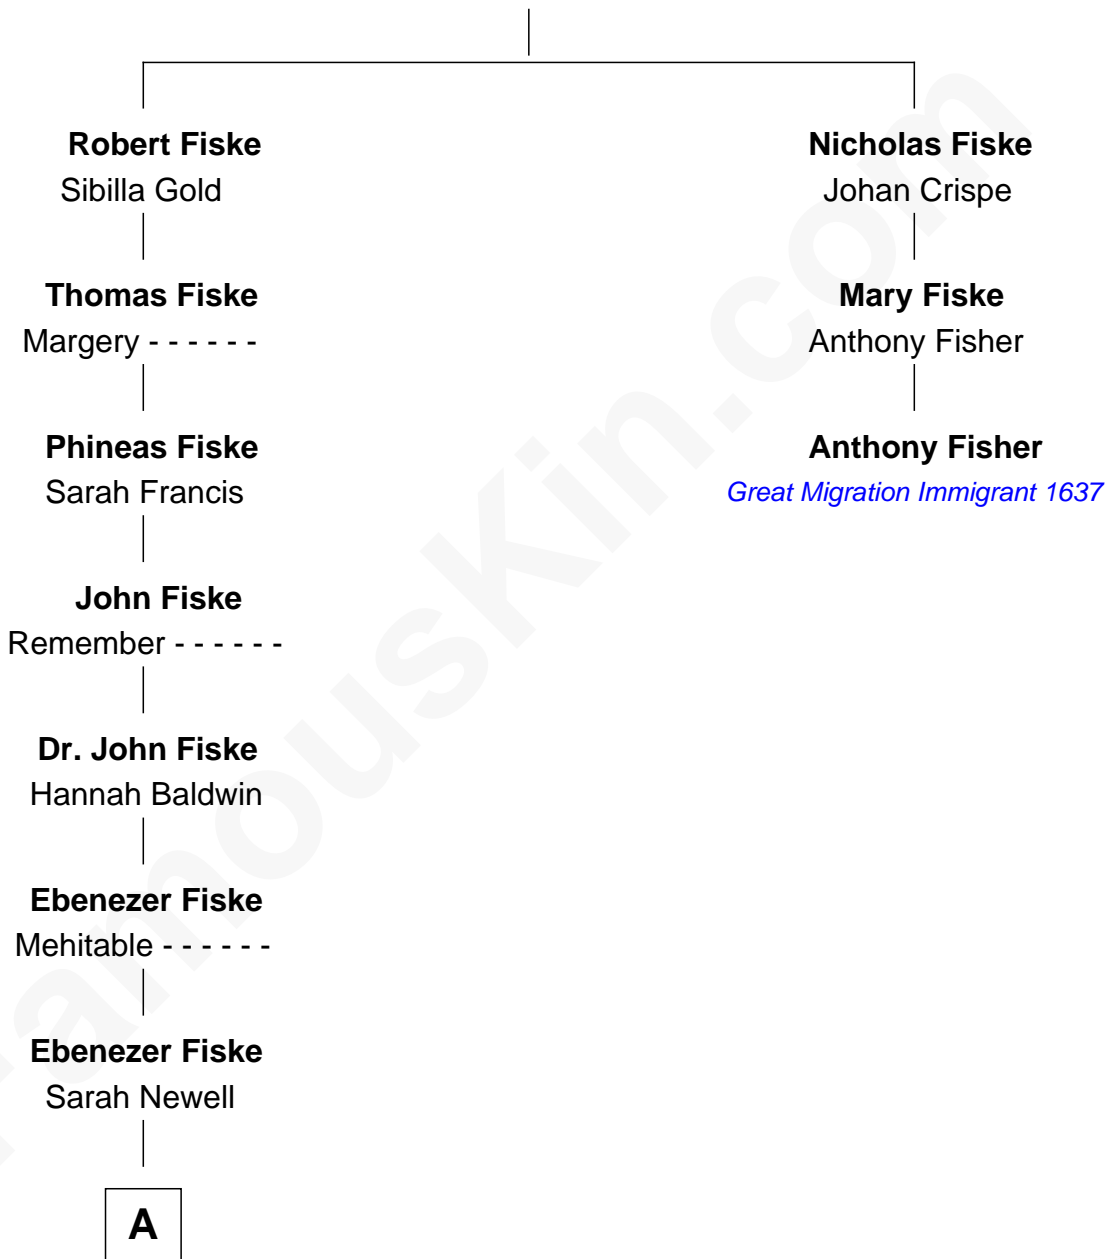 Robert Fiske
Sibilla Gold
Nicholas Fiske
Johan Crispe
Thomas Fiske
Margery - - - - - -
Mary Fiske
Anthony Fisher
Phineas Fiske
Sarah Francis
Anthony Fisher
Great Migration Immigrant 1637
John Fiske
Remember - - - - - -
Dr. John Fiske
Hannah Baldwin
Ebenezer Fiske
Mehitable - - - - - -
Ebenezer Fiske
Sarah Newell
A
FamousKin.com